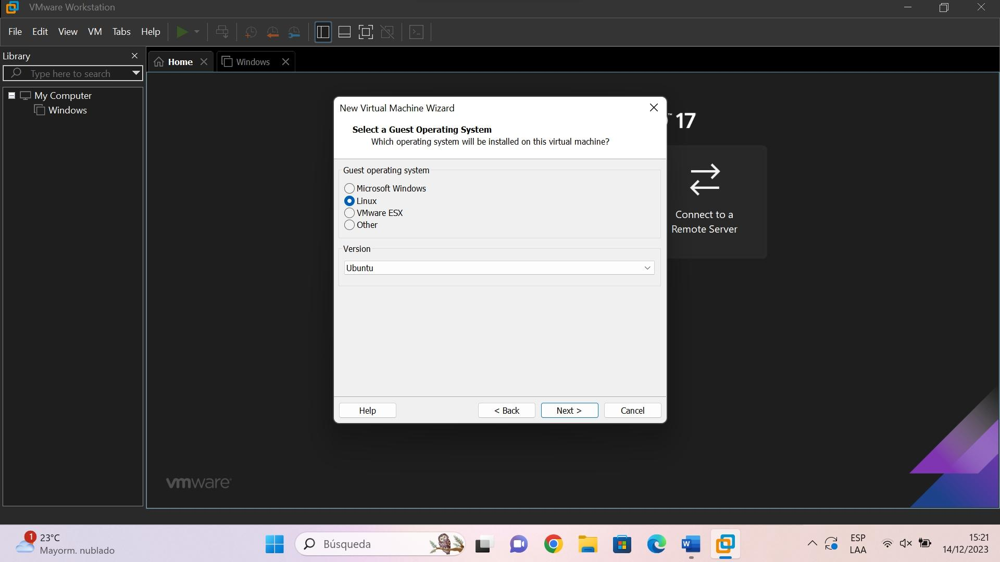 VMware Workstation
File Edit View VM Tabs Help
Library
Type here to search
Home
Windows
My Computer
Windows
™ 17
Connect to a
Remote Server
New Virtual Machine Wizard
Select a Guest Operating System
Which operating system will be installed on this virtual machine?
Guest operating system
Microsoft Windows
Linux
VMware ESX
Other
Version
Ubuntu
Help
< Back
Next >
Cancel
vmware
1
23°C
Mayorm. nublado
Búsqueda
W
ESP
LAA
15:21
14/12/2023